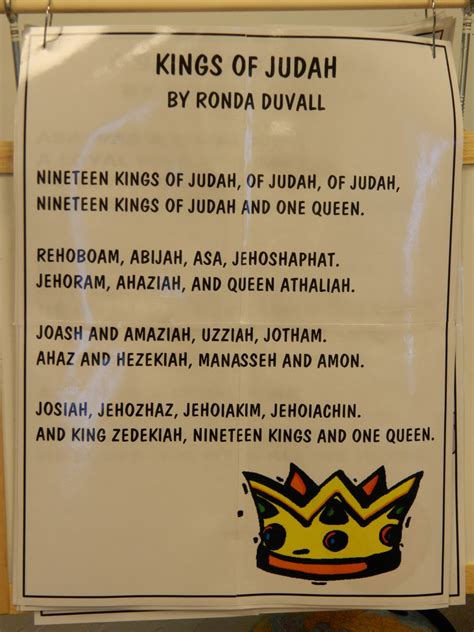 KINGS OF JUDAH
BY RONDA DUVALL
NINETEEN KINGS OF JUDAH, OF JUDAH, OF JUDAH,
NINETEEN KINGS OF JUDAH AND ONE QUEEN.
REHOBOAM, ABIJAH, ASA, JEHOSHAPHAT.
JEHORAM, AHAZIAH, AND QUEEN ATHALIAH.
JOASH AND AMAZIAH, UZZIAH, JOTHAM.
AHAZ AND HEZEKIAH, MANASSEH AND AMON.
JOSIAH, JEHOZHAZ, JEHOIAKIM, JEHOIACHIN.
AND KING ZEDEKIAH, NINETEEN KINGS AND ONE QUEEN.